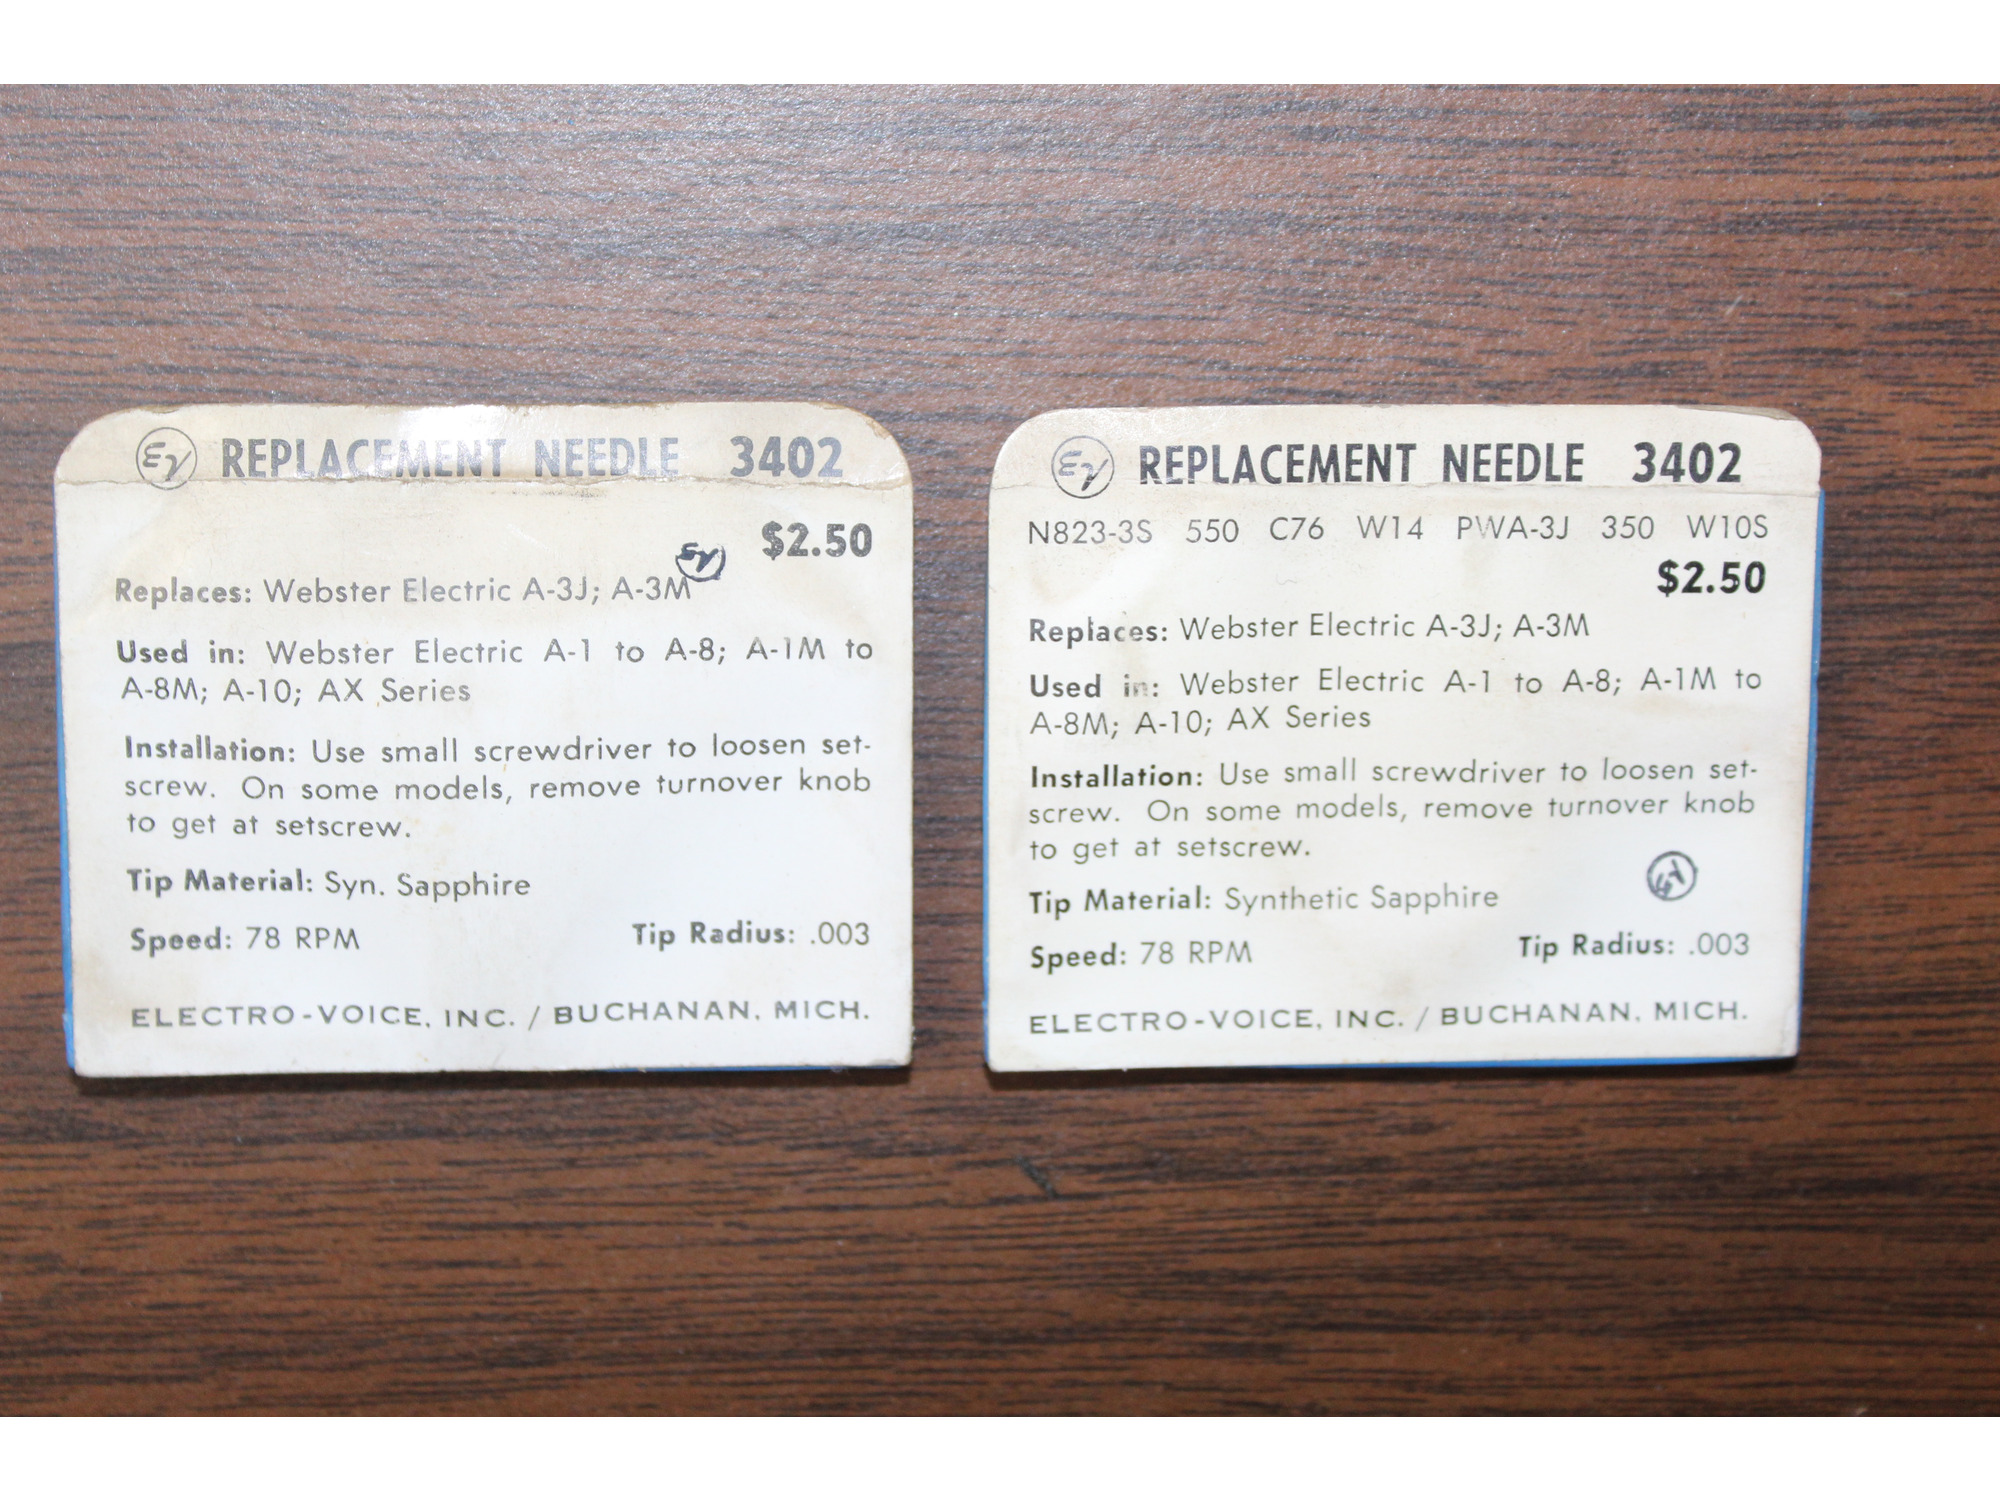 EV REPLACEMENT NEEDLE 3402
$2.50
EV
Replaces: Webster Electric A-3J; A-3M
Used in: Webster Electric A-1 to A-8; A-1M to
A-8M; A-10; AX Series
Installation: Use small screwdriver to loosen set-
screw. On some models, remove turnover knob
to get at setscrew.
Tip Material: Syn. Sapphire
Speed: 78 RPM Tip Radius: .003
ELECTRO-VOICE, INC. / BUCHANAN, MICH.
EV REPLACEMENT NEEDLE 3402
N823-3S 550 C76 W14 PWA-3J 350 W10S
$2.50
Replaces: Webster Electric A-3J; A-3M
Used in: Webster Electric A-1 to A-8; A-1M to
A-8M; A-10; AX Series
Installation: Use small screwdriver to loosen set-
screw. On some models, remove turnover knob
to get at setscrew.
EV
Tip Material: Synthetic Sapphire
Speed: 78 RPM Tip Radius: .003
ELECTRO-VOICE, INC. / BUCHANAN, MICH.